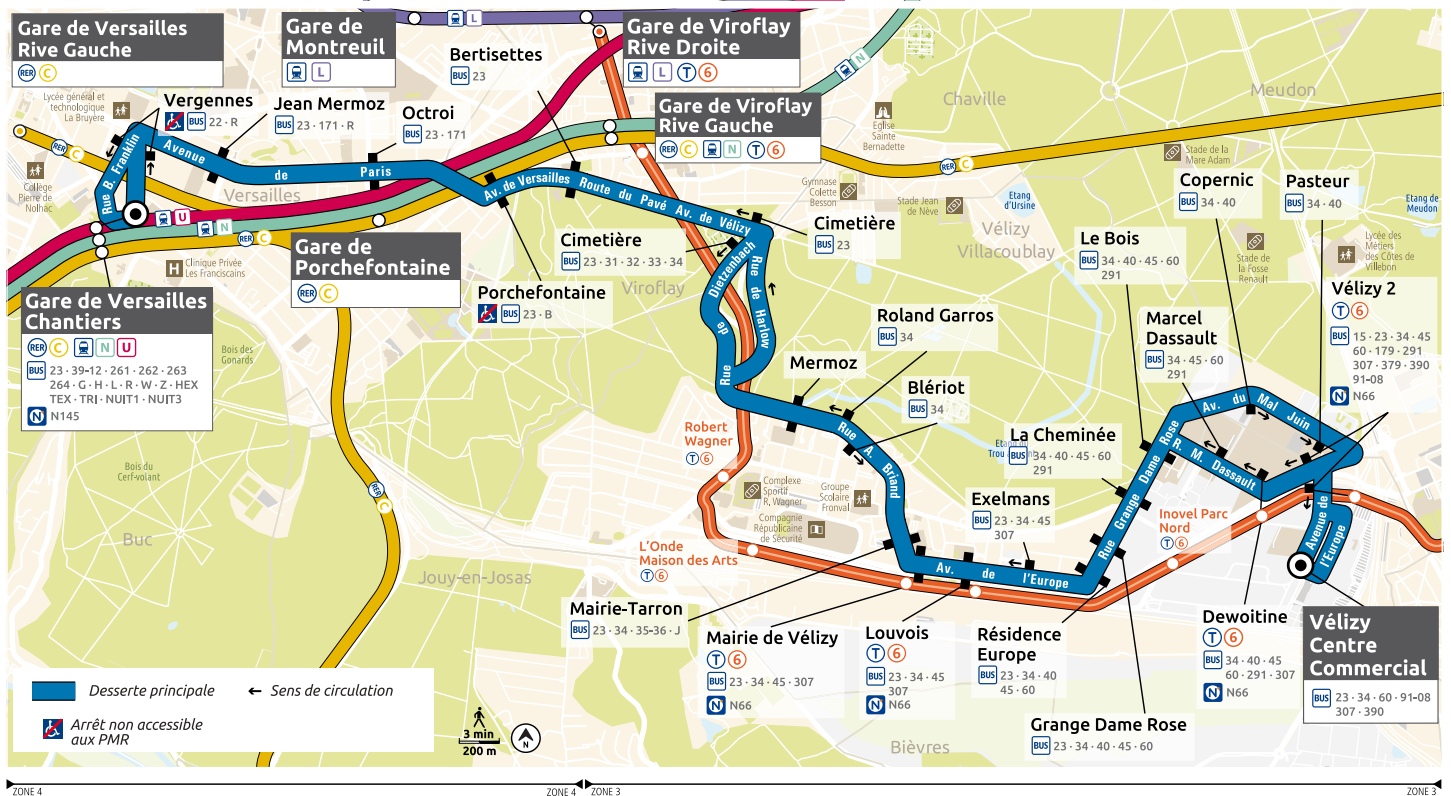 L
Gare de Versailles
Rive Gauche
RER C
Gare de
Montreuil
L
Bertisettes
BUS 23
Gare de Viroflay
Rive Droite
L T 6
N
Gare de Viroflay
Rive Gauche
RER C N T 6
Lycée général et
technologique
La Bruyère
Vergennes
BUS 22 · R
Jean Mermoz
BUS 23 · 171 · R
Octroi
BUS 23 · 171
Chaville
Meudon
Eglise
Sainte
Bernadette
Stade de la
Mare Adam
RER C
RER C
Collège
Pierre de
Nolhac
Rue B. Franklin
Avenue de Paris
Versailles
Av. de Versailles Route du Pavé Av. de Vélizy
Gymnase
Colette
Besson
Stade Jean
de Nève
Etang
d'Ursine
Copernic
BUS 34 · 40
Pasteur
BUS 34 · 40
Etang de
Meudon
U
N
RER C
Clinique Privée
Les Franciscains
Gare de
Porchefontaine
RER C
Cimetière
BUS 23 · 31 · 32 · 33 · 34
Cimetière
BUS 23
Vélizy
Villacoublay
Le Bois
BUS 34 · 40 · 45 · 60
291
Stade de
la Fosse
Renault
Lycée des
Métiers
des Côtes de
Villebon
Porchefontaine
BUS 23 · B
Viroflay
Rue de Dietzenbach
Rue de Harlow
Gare de Versailles
Chantiers
RER C N U
BUS 23 · 39-12 · 261 · 262 · 263
264 · G · H · L · R · W · Z · HEX
TEX · TRI · NUIT1 · NUIT3
N N145
Bois des
Gonards
Roland Garros
BUS 34
Marcel
Dassault
BUS 34 · 45 · 60
291
Vélizy 2
T 6
BUS 15 · 23 · 34 · 45
60 · 179 · 291
307 · 379 · 390
91-08
N N66
Mermoz
Blériot
BUS 34
Av. du Mal Juin
R. M. Dassault
Robert
Wagner
T 6
Rue A. Briand
La Cheminée
BUS 34 · 40 · 45 · 60
291
Bois du
Cerf-volant
RER C
Complexe
Sportif
R. Wagner
Groupe
Scolaire
Fronval
Compagnie
Républicaine
de Sécurité
Exelmans
BUS 23 · 34 · 45
307
Rue Grange Dame Rose
Inovel Parc
Nord
T 6
Avenue de
l'Europe
Buc
Jouy-en-Josas
L'Onde
Maison des Arts
T 6
Av. de l'Europe
Mairie-Tarron
BUS 23 · 34 · 35-36 · J
Mairie de Vélizy
T 6
BUS 23 · 34 · 45 · 307
N N66
Louvois
T 6
BUS 23 · 34 · 45
307
N N66
Résidence
Europe
BUS 23 · 34 · 40
45 · 60
Dewoitine
T 6
BUS 34 · 40 · 45
60 · 291 · 307
N N66
Vélizy
Centre
Commercial
BUS 23 · 34 · 60 · 91-08
307 · 390
Grange Dame Rose
BUS 23 · 34 · 40 · 45 · 60
Bièvres
Desserte principale
Sens de circulation
Arrêt non accessible
aux PMR
3 min
200 m
N
ZONE 4
ZONE 4
ZONE 3
ZONE 3